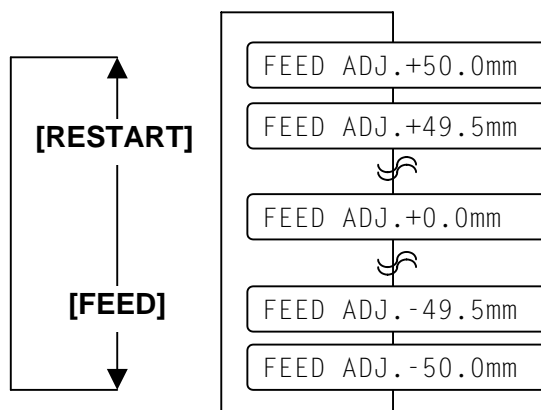 FEED ADJ.+50.0mm
[RESTART]
FEED ADJ.+49.5mm
FEED ADJ.+0.0mm
[FEED]
FEED ADJ.-49.5mm
FEED ADJ.-50.0mm